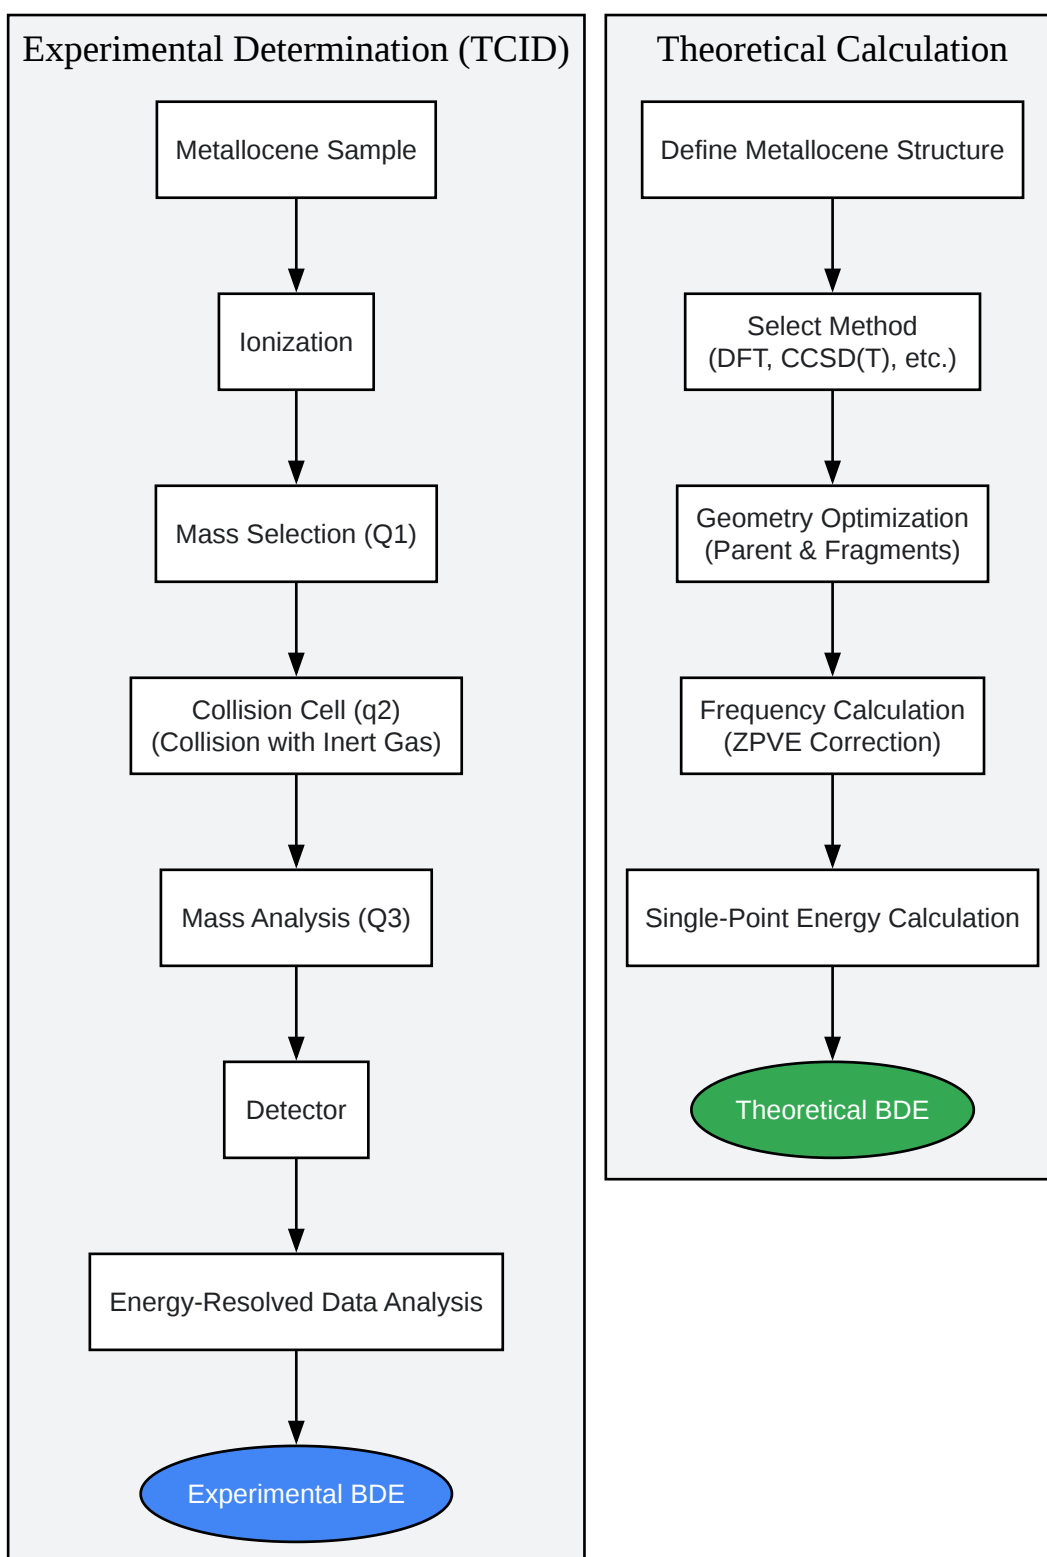 Experimental Determination (TCID)
Metallocene Sample
Ionization
Mass Selection (Q1)
Collision Cell (q2)
(Collision with Inert Gas)
Mass Analysis (Q3)
Detector
Energy-Resolved Data Analysis
Experimental BDE
Theoretical Calculation
Define Metallocene Structure
Select Method
(DFT, CCSD(T), etc.)
Geometry Optimization
(Parent & Fragments)
Frequency Calculation
(ZPVE Correction)
Single-Point Energy Calculation
Theoretical BDE